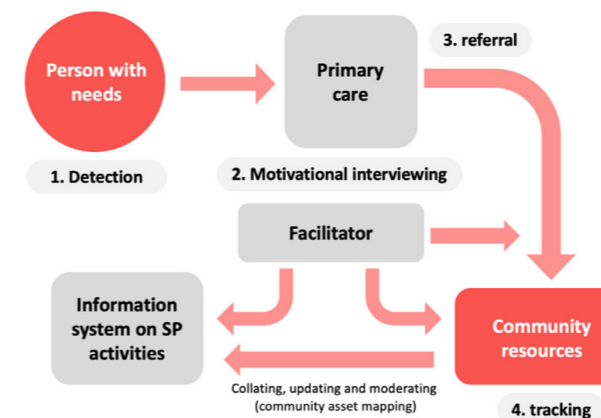 3. referral
Person with
needs
Primary
care
1. Detection
2. Motivational interviewing
Facilitator
Information
system on SP
activities
Community
resources
Collating, updating and moderating
(community asset mapping)
4. tracking